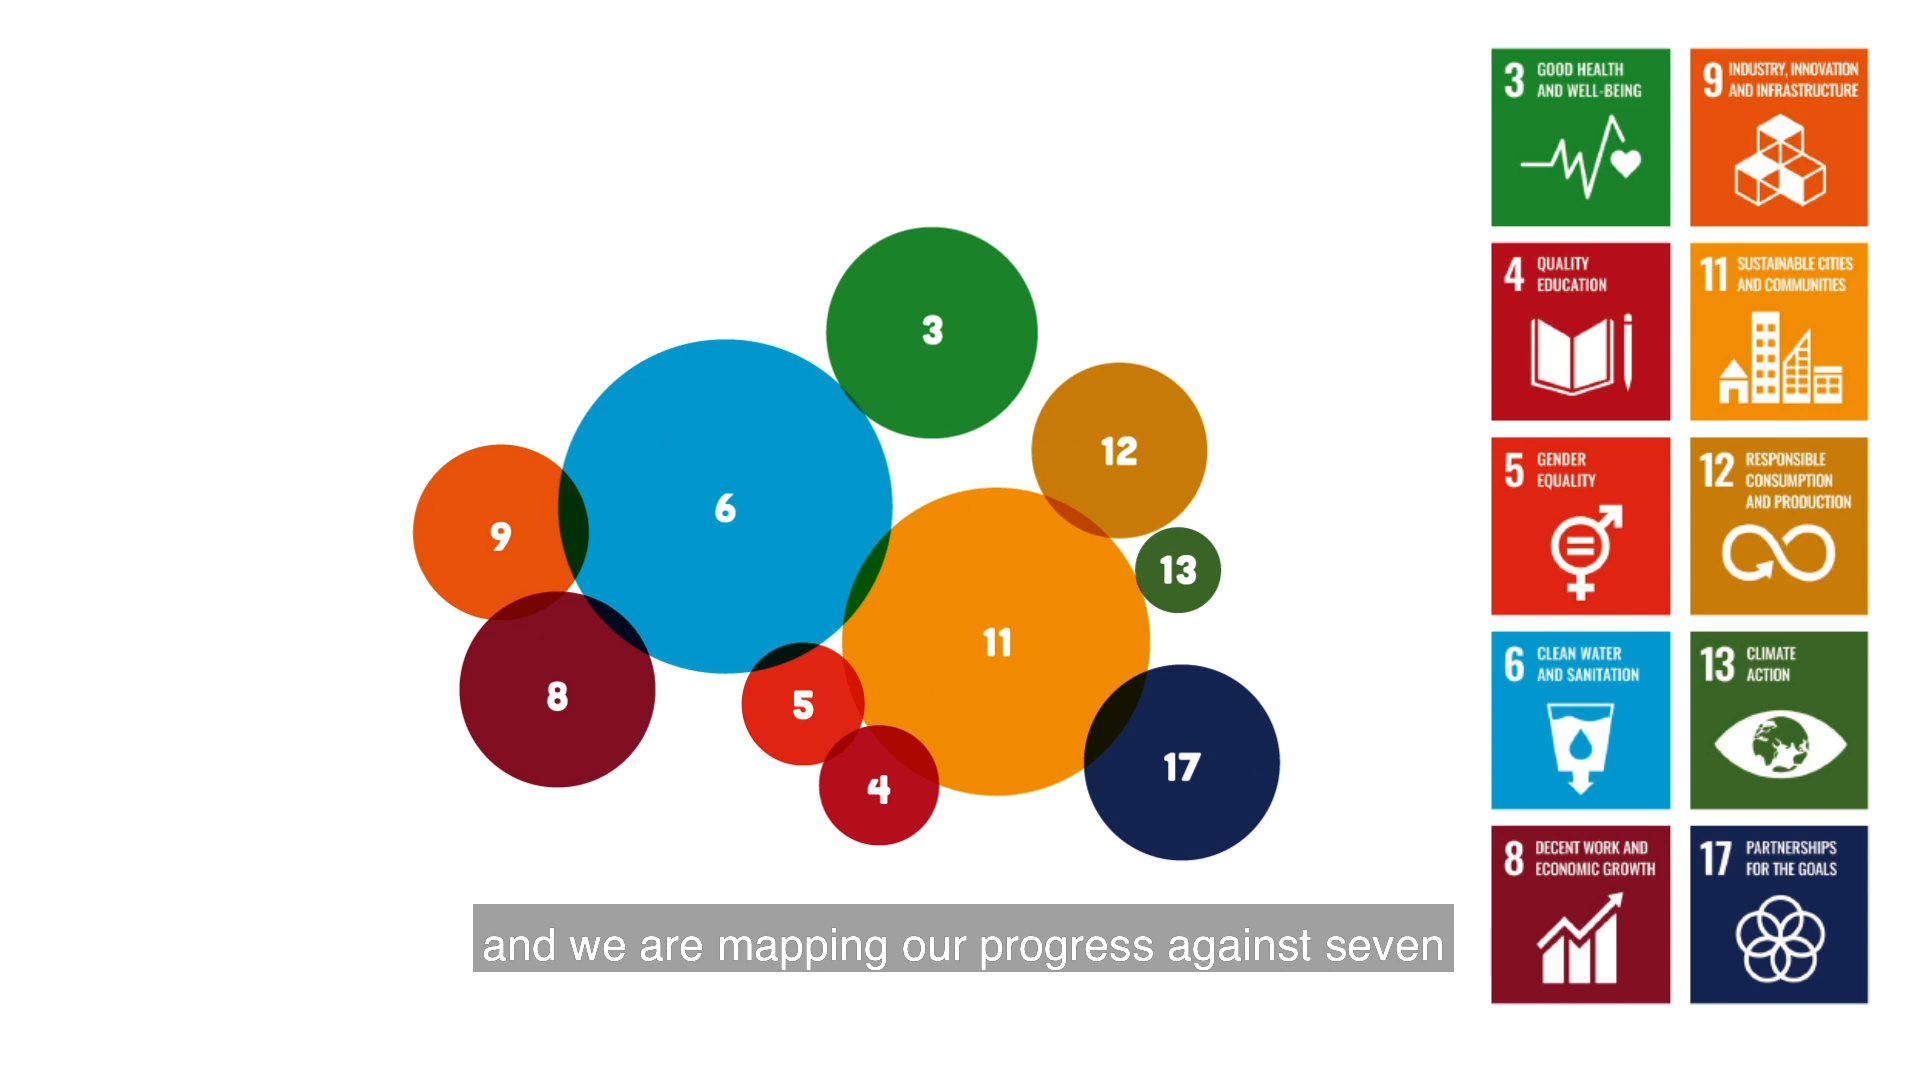 3
12
6
9
13
11
8
5
17
4
and we are mapping our progress against seven
3 GOOD HEALTH
AND WELL-BEING
9 INDUSTRY, INNOVATION
AND INFRASTRUCTURE
4 QUALITY
EDUCATION
11 SUSTAINABLE CITIES
AND COMMUNITIES
5 GENDER
EQUALITY
12 RESPONSIBLE
CONSUMPTION
AND PRODUCTION
6 CLEAN WATER
AND SANITATION
13 CLIMATE
ACTION
8 DECENT WORK AND
ECONOMIC GROWTH
17 PARTNERSHIPS
FOR THE GOALS